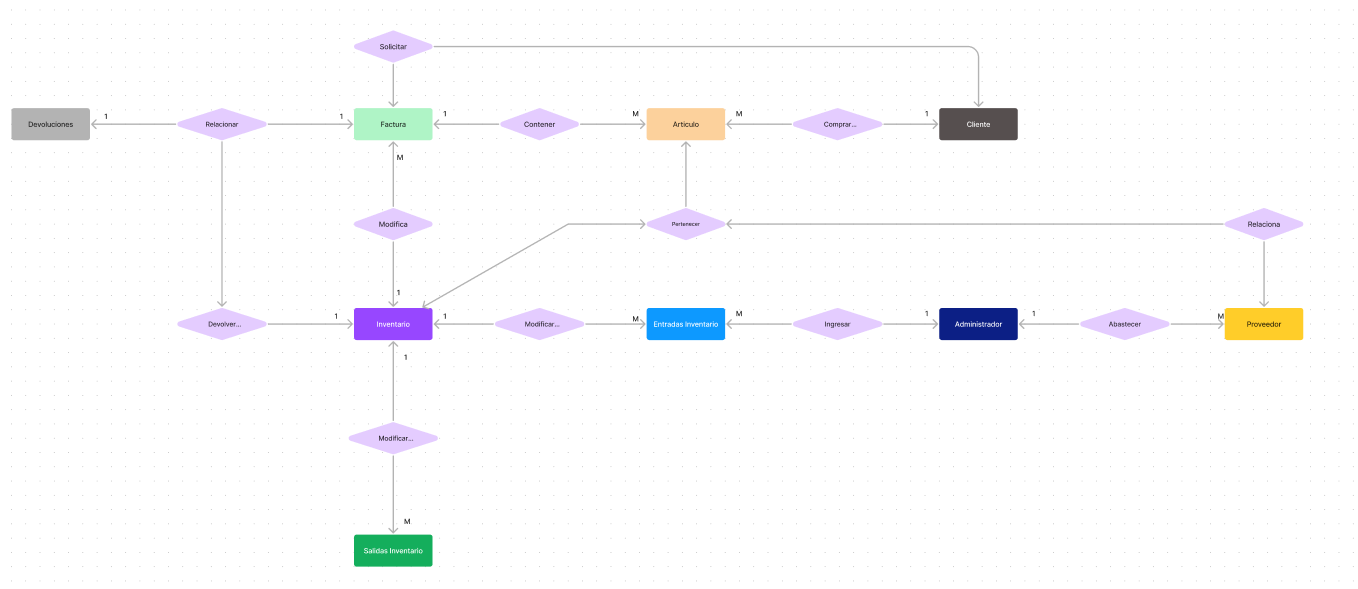 Solicitar
Devoluciones
1
Relacionar
1
Factura
1
Contener
M
Articulo
M
Comprar...
1
Cliente
M
Modifica
1
Pertenecer
Relaciona
Devolver...
1
Inventario
1
Modificar...
M
Entradas Inventario
M
Ingresar
1
Administrador
1
Abastecer
M
Proveedor
1
Modificar...
M
Salidas Inventario